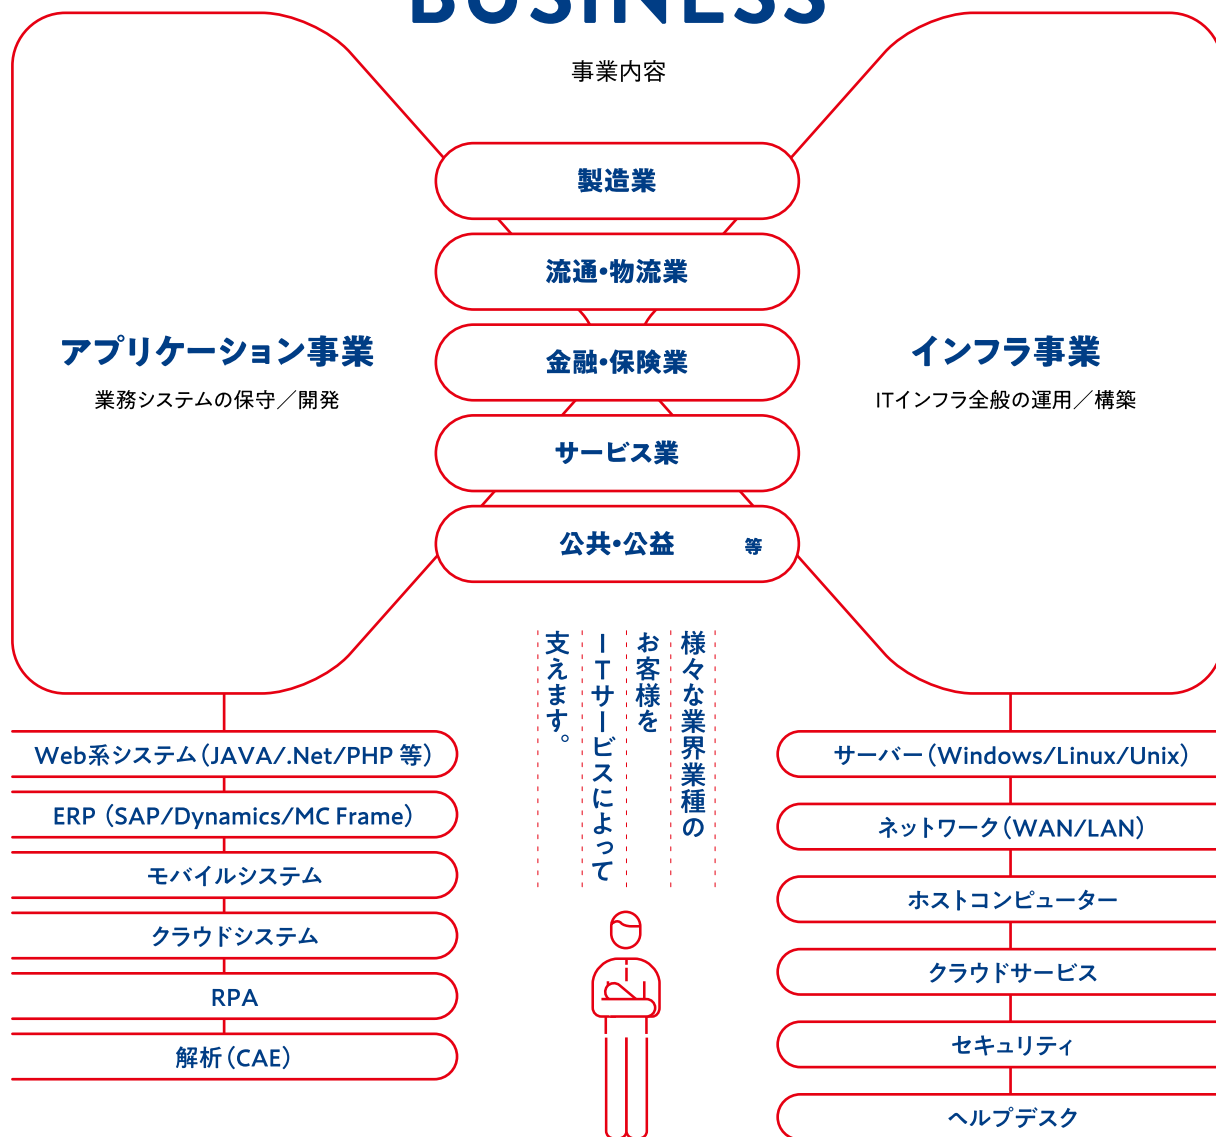 BUSINESS
事業内容
製造業
流通・物流業
金融・保険業
サービス業
公共・公益 等
アプリケーション事業
業務システムの保守／開発
インフラ事業
ITインフラ全般の運用／構築
様々な業界業種の
お客様を
ITサービスによって
支えます。
Web系システム（JAVA/.Net/PHP 等）
ERP（SAP/Dynamics/MC Frame）
モバイルシステム
クラウドシステム
RPA
解析（CAE）
サーバー（Windows/Linux/Unix）
ネットワーク（WAN/LAN）
ホストコンピューター
クラウドサービス
セキュリティ
ヘルプデスク